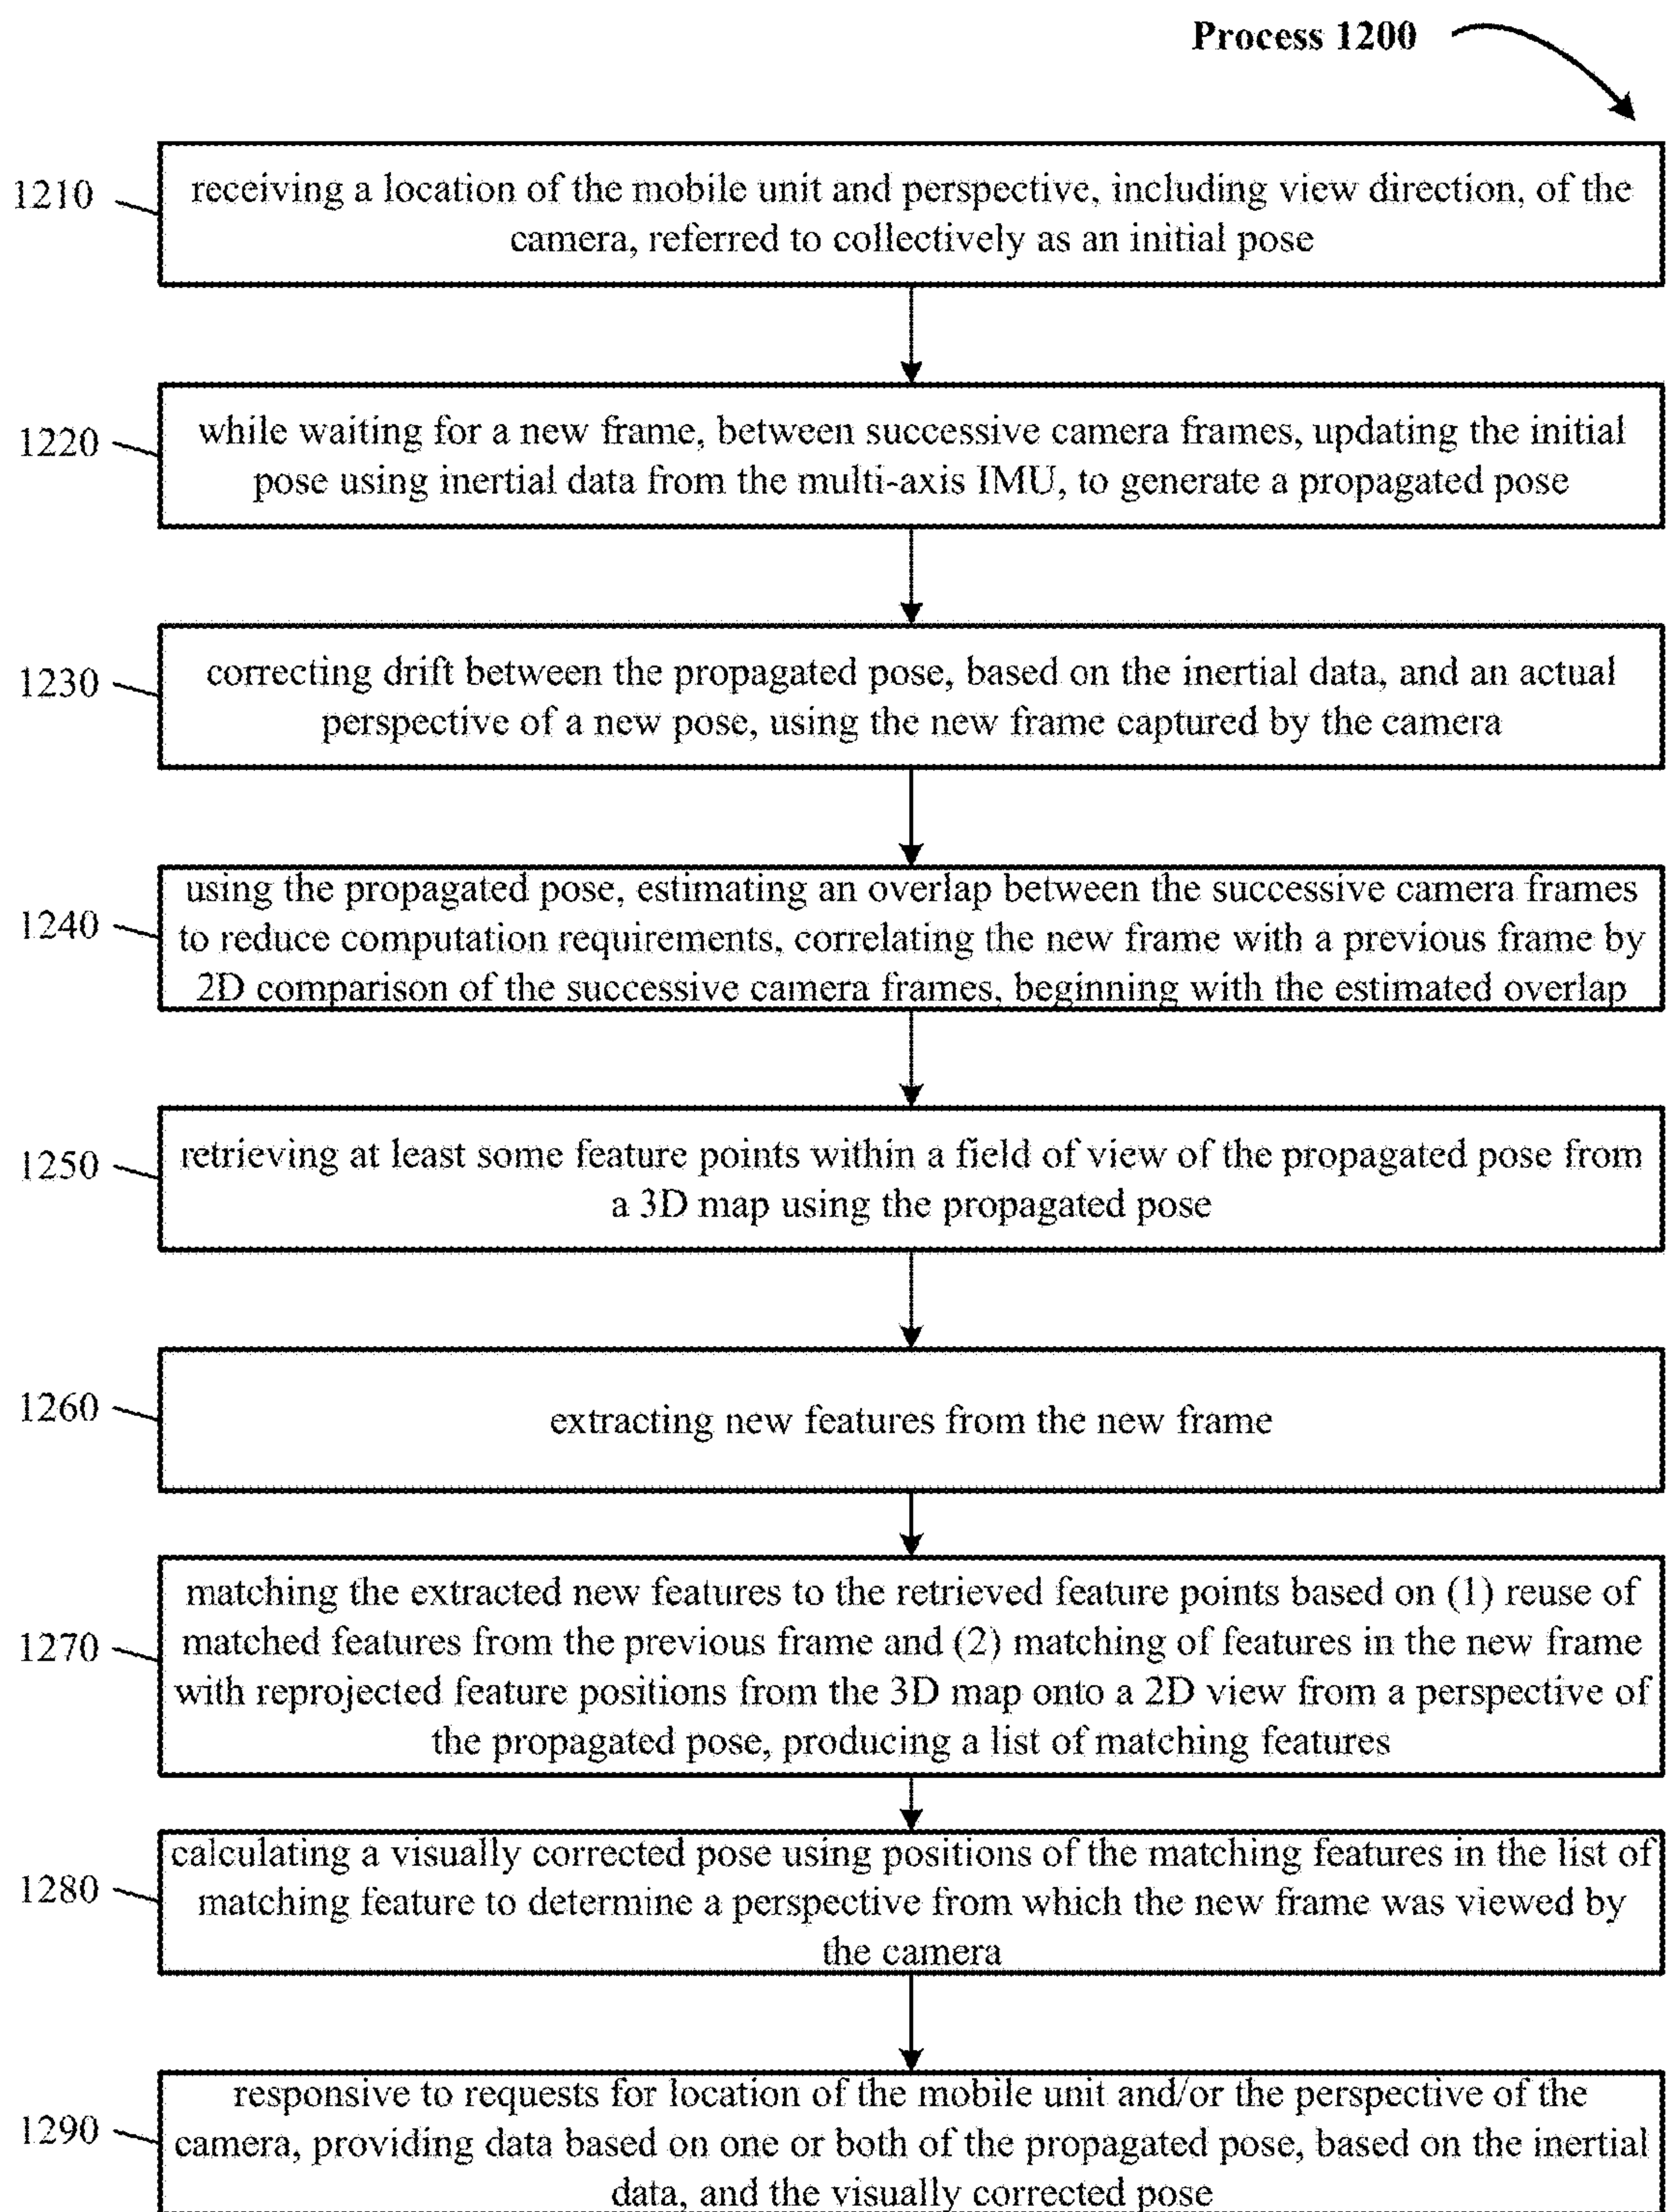 Process 1200
1210
receiving a location of the mobile unit and perspective, including view direction, of the
camera, referred to collectively as an initial pose
1220
while waiting for a new frame, between successive camera frames, updating the initial
pose using inertial data from the multi-axis IMU, to generate a propagated pose
1230
correcting drift between the propagated pose, based on the inertial data, and an actual
perspective of a new pose, using the new frame captured by the camera
1240
using the propagated pose, estimating an overlap between the successive camera frames
to reduce computation requirements, correlating the new frame with a previous frame by
2D comparison of the successive camera frames, beginning with the estimated overlap
1250
retrieving at least some feature points within a field of view of the propagated pose from
a 3D map using the propagated pose
1260
extracting new features from the new frame
1270
matching the extracted new features to the retrieved feature points based on (1) reuse of
matched features from the previous frame and (2) matching of features in the new frame
with reprojected feature positions from the 3D map onto a 2D view from a perspective of
the propagated pose, producing a list of matching features
1280
calculating a visually corrected pose using positions of the matching features in the list of
matching feature to determine a perspective from which the new frame was viewed by
the camera
1290
responsive to requests for location of the mobile unit and/or the perspective of the
camera, providing data based on one or both of the propagated pose, based on the inertial
data, and the visually corrected pose